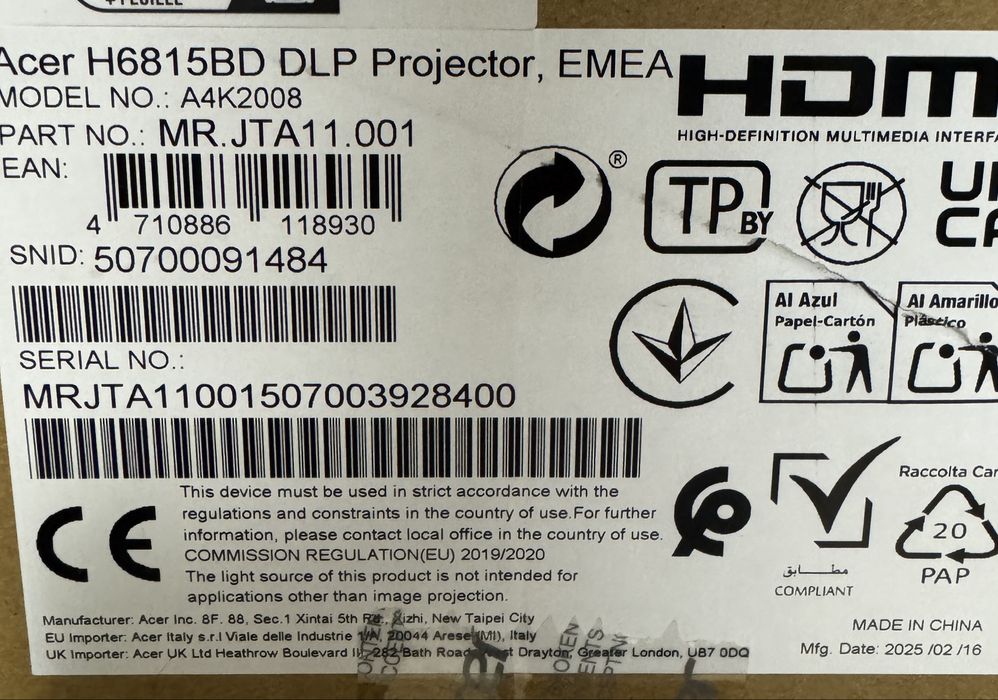 Acer H6815BD DLP Projector, EMEA
MODEL NO.: A4K2008
PART NO.: MR.JTA11.001
EAN:
4 710886 118930
SNID: 50700091484
SERIAL NO.:
MRJTA11001507003928400
HDMI
HIGH-DEFINITION MULTIMEDIA INTERFA
®
TP BY
UK
CA
Al Azul
Papel-Cartón
Al Amarillo
Plástico
CE
This device must be used in strict accordance with the
regulations and constraints in the country of use.For further
information, please contact local office in the country of use.
COMMISSION REGULATION(EU) 2019/2020
The light source of this product is not intended for
applications other than image projection.
مطابق
COMPLIANT
Raccolta Car
20
PAP
Manufacturer: Acer Inc. 8F. 88, Sec.1 Xintai 5th Rd., Xizhi, New Taipei City
EU Importer: Acer Italy s.r.l Viale delle Industrie 1/A, 20044 Arese (MI), Italy
UK Importer: Acer UK Ltd Heathrow Boulevard III, 282 Bath Road, West Drayton, Greater London, UB7 0DQ
MADE IN CHINA
Mfg. Date: 2025 /02 /16